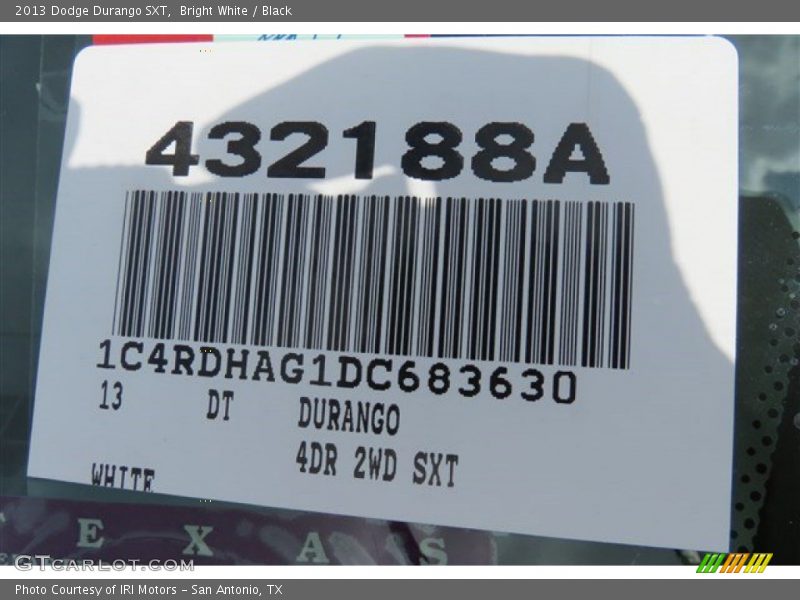 2013 Dodge Durango SXT,  Bright White / Black
432188A
1C4RDHAG1DC683630
13 DT DURANGO
4DR 2WD SXT
WHITE
E X A S
GTCARLOT.COM
Photo Courtesy of IRI Motors – San Antonio, TX